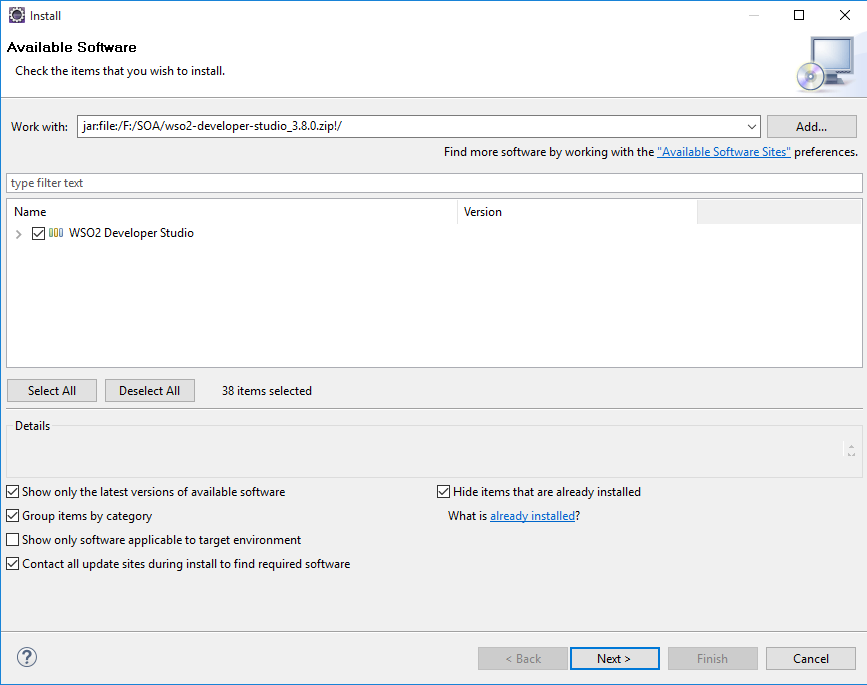 Install
Available Software
Check the items that you wish to install.
Work with: jar:file:/F:/SOA/wso2-developer-studio_3.8.0.zip!/ Add...
Find more software by working with the "Available Software Sites" preferences.
type filter text
Name Version
WSO2 Developer Studio
Select All Deselect All 38 items selected
Details
Show only the latest versions of available software Hide items that are already installed
Group items by category What is already installed?
Show only software applicable to target environment
Contact all update sites during install to find required software
? < Back Next > Finish Cancel